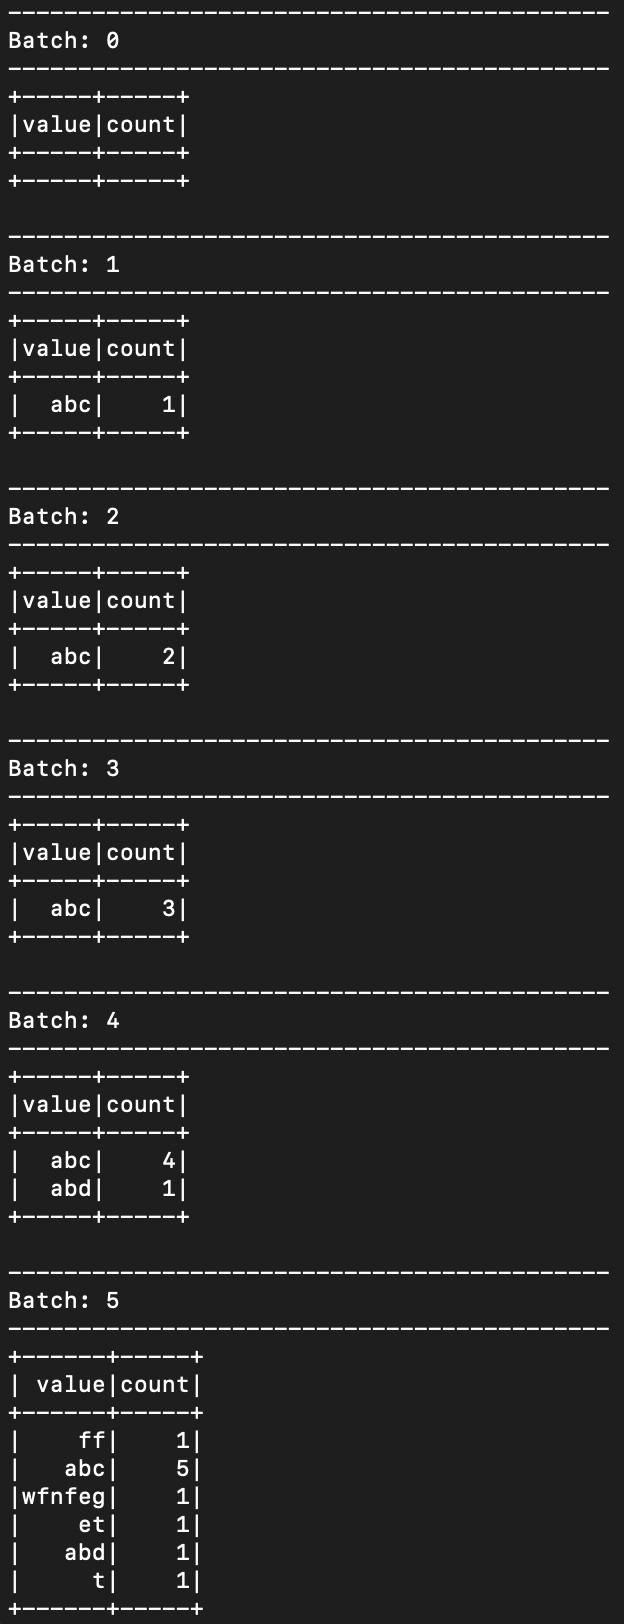 -------------------------------------------
Batch: 0
-------------------------------------------
+-----+-----+
|value|count|
+-----+-----+
+-----+-----+

-------------------------------------------
Batch: 1
-------------------------------------------
+-----+-----+
|value|count|
+-----+-----+
|  abc|    1|
+-----+-----+

-------------------------------------------
Batch: 2
-------------------------------------------
+-----+-----+
|value|count|
+-----+-----+
|  abc|    2|
+-----+-----+

-------------------------------------------
Batch: 3
-------------------------------------------
+-----+-----+
|value|count|
+-----+-----+
|  abc|    3|
+-----+-----+

-------------------------------------------
Batch: 4
-------------------------------------------
+-----+-----+
|value|count|
+-----+-----+
|  abc|    4|
|  abd|    1|
+-----+-----+

-------------------------------------------
Batch: 5
-------------------------------------------
+------+-----+
| value|count|
+------+-----+
|    ff|    1|
|   abc|    5|
|wfnfeg|    1|
|    et|    1|
|   abd|    1|
|     t|    1|
+------+-----+